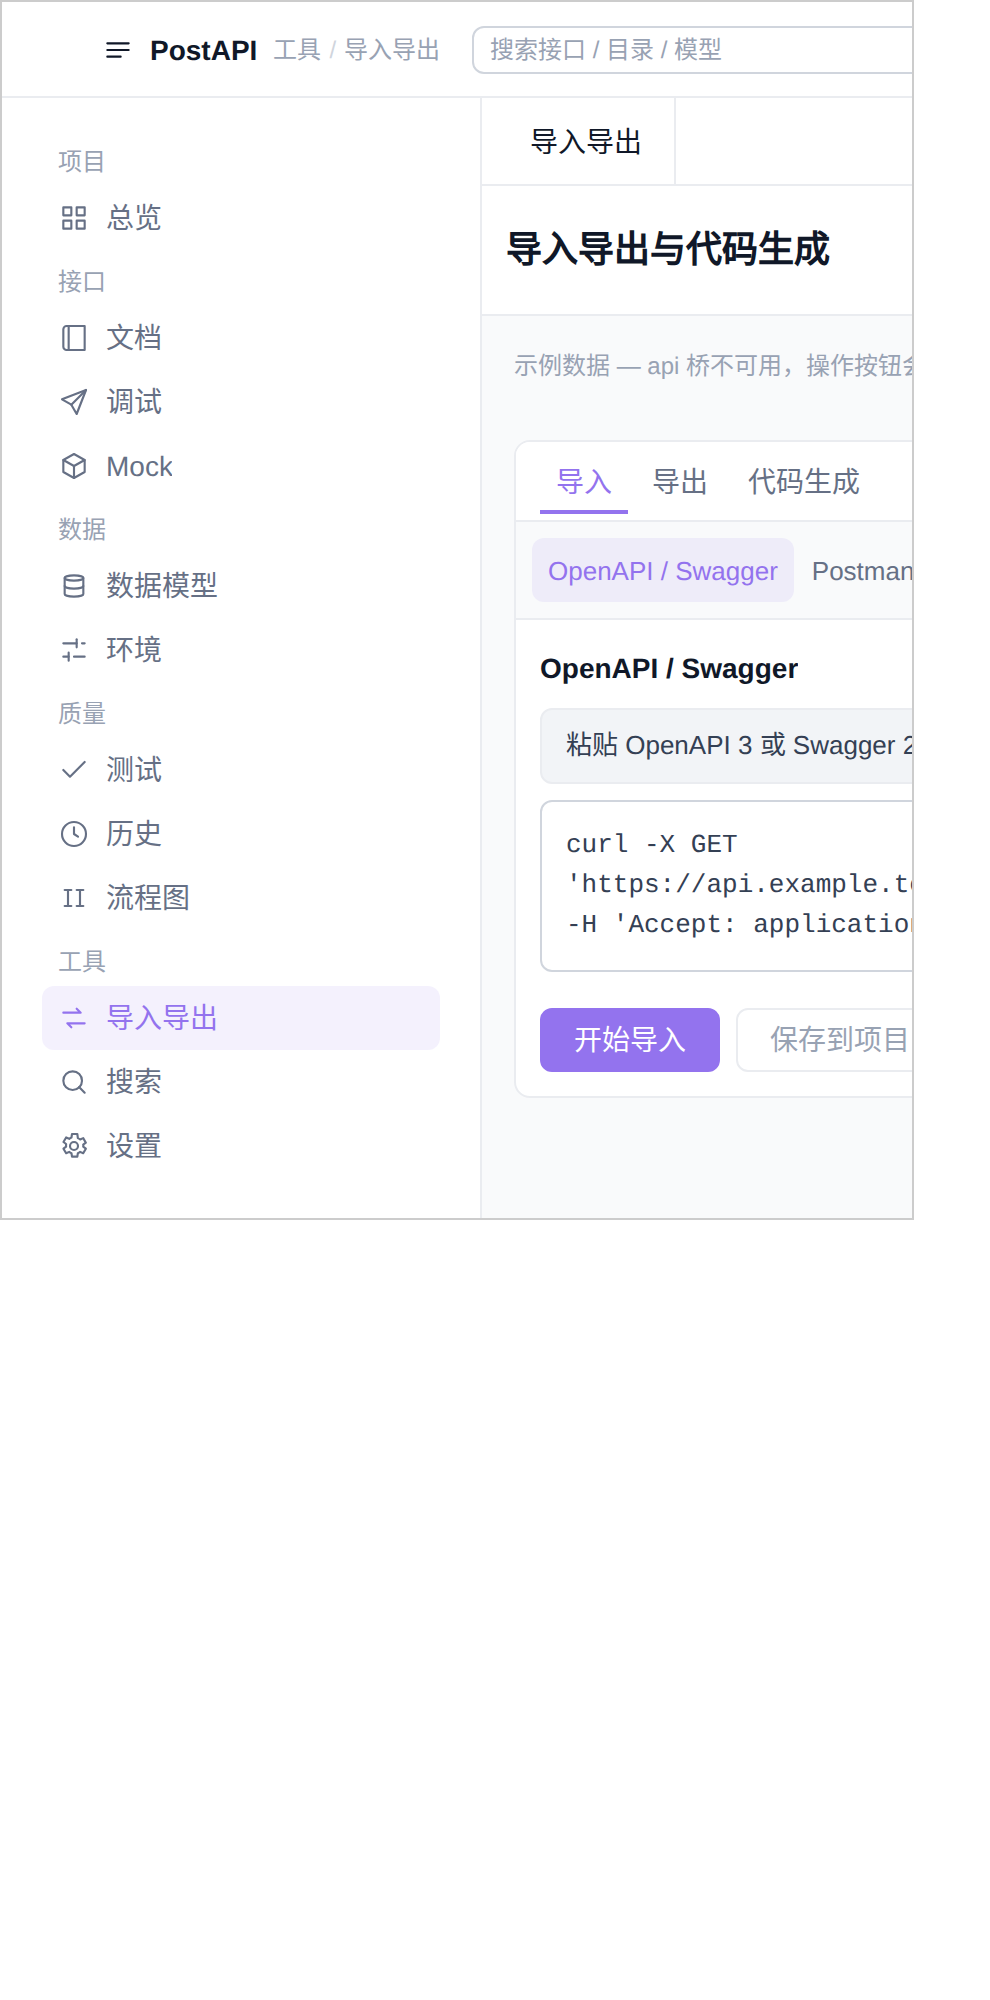 PostAPI 工具 / 导入导出 搜索接口 / 目录 / 模型
项目
总览
接口
文档
调试
Mock
数据
数据模型
环境
质量
测试
历史
流程图
工具
导入导出
搜索
设置
导入导出
导入导出与代码生成
示例数据 — api 桥不可用，操作按钮
导入 导出 代码生成
OpenAPI / Swagger Postman
OpenAPI / Swagger
粘贴 OpenAPI 3 或 Swagger 2
curl -X GET
'https://api.example.t
-H 'Accept: applicatio
开始导入 保存到项目